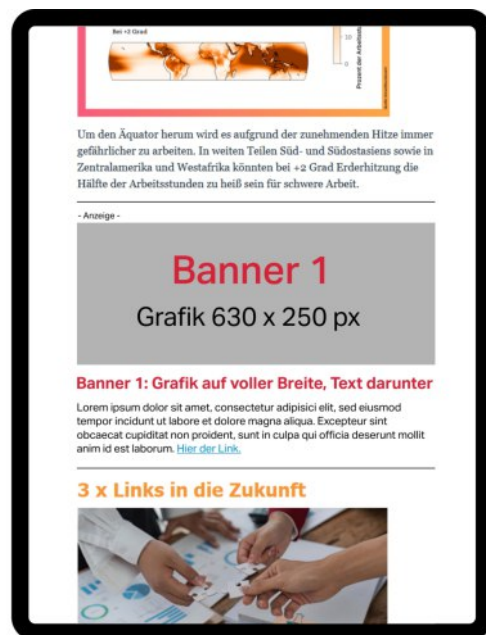 Bei +2 Grad
10
0
Um den Äquator herum wird es aufgrund der zunehmenden Hitze immer
gefährlicher zu arbeiten. In weiten Teilen Süd- und Südostasiens sowie in
Zentralamerika und Westafrika könnten bei +2 Grad Erderhitzung die
Hälfte der Arbeitsstunden zu heiß sein für schwere Arbeit.
- Anzeige -
Banner 1
Grafik 630 x 250 px
Banner 1: Grafik auf voller Breite, Text darunter
Lorem ipsum dolor sit amet, consectetur adipisici elit, sed eiusmod
tempor incidunt ut labore et dolore magna aliqua. Excepteur sint
obcaecat cupiditat non proident, sunt in culpa qui officia deserunt mollit
anim id est laborum. Hier der Link.
3 x Links in die Zukunft